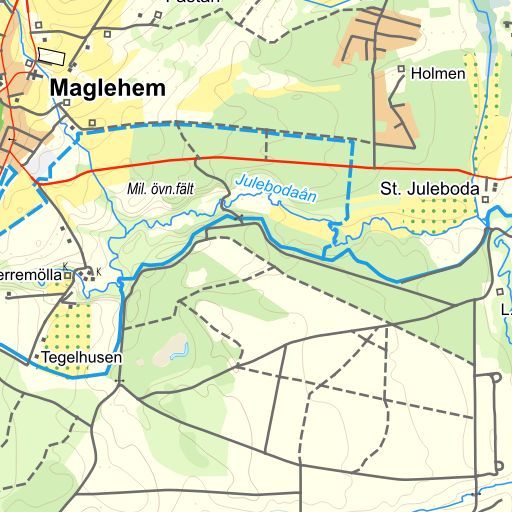 Holmen
Maglehem
Mil. övn.fält
Julebodaån
St. Juleboda
K
K
Tegelhusen